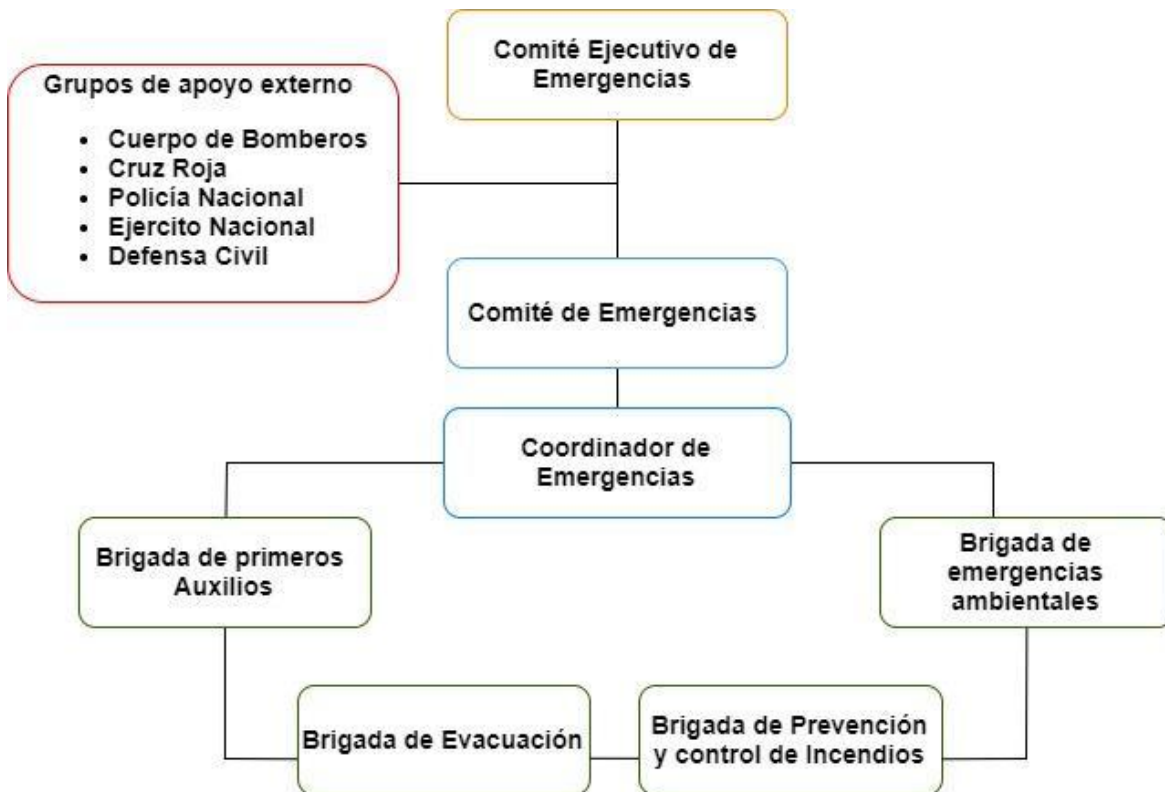 Comité Ejecutivo de
Emergencias
Grupos de apoyo externo
• Cuerpo de Bomberos
• Cruz Roja
• Policía Nacional
• Ejercito Nacional
• Defensa Civil
Comité de Emergencias
Coordinador de
Emergencias
Brigada de primeros
Auxilios
Brigada de
emergencias
ambientales
Brigada de Evacuación
Brigada de Prevención
y control de Incendios